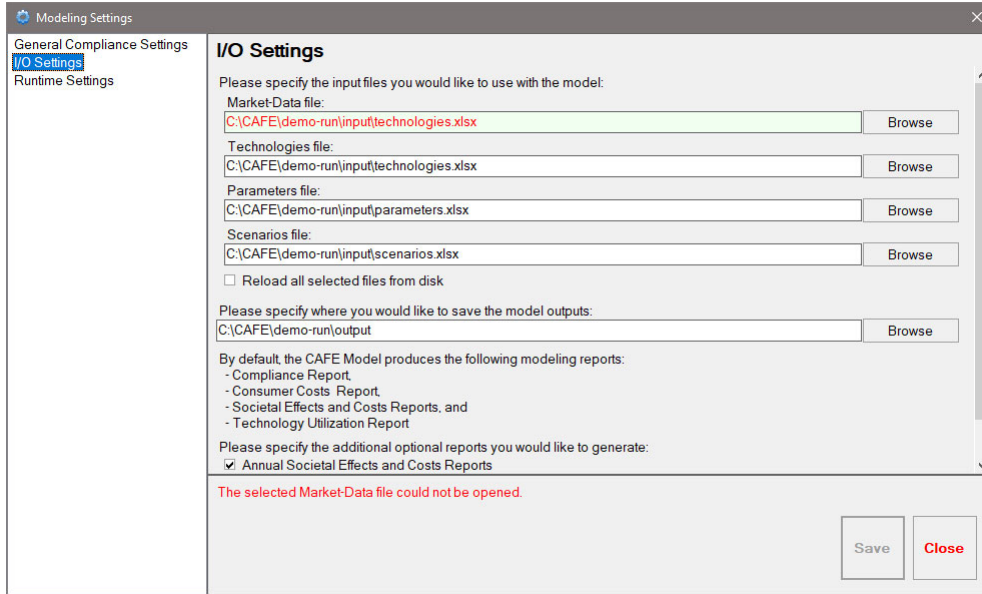 Modeling Settings
General Compliance Settings
I/O Settings
Runtime Settings
I/O Settings
Please specify the input files you would like to use with the model:
Market-Data file:
C:\CAFE\demo-run\input\technologies.xlsx
Browse
Technologies file:
C:\CAFE\demo-run\input\technologies.xlsx
Browse
Parameters file:
C:\CAFE\demo-run\input\parameters.xlsx
Browse
Scenarios file:
C:\CAFE\demo-run\input\scenarios.xlsx
Browse
Reload all selected files from disk
Please specify where you would like to save the model outputs:
C:\CAFE\demo-run\output
Browse
By default, the CAFE Model produces the following modeling reports:
- Compliance Report,
- Consumer Costs Report,
- Societal Effects and Costs Reports, and
- Technology Utilization Report
Please specify the additional optional reports you would like to generate:
Annual Societal Effects and Costs Reports
The selected Market-Data file could not be opened.
Save
Close